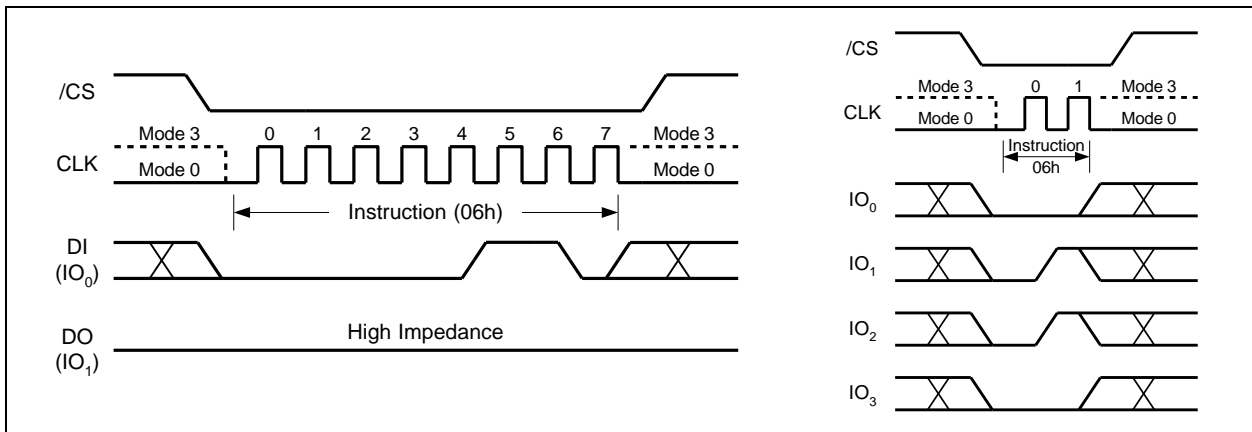 /CS
Mode 3 0 1 2 3 4 5 6 7 Mode 3
CLK Mode 0 Mode 0
Instruction (06h)
DI
(IO0)
DO
(IO1)
High Impedance
/CS
Mode 3 0 1 Mode 3
CLK Mode 0 Mode 0
Instruction
06h
IO0
IO1
IO2
IO3